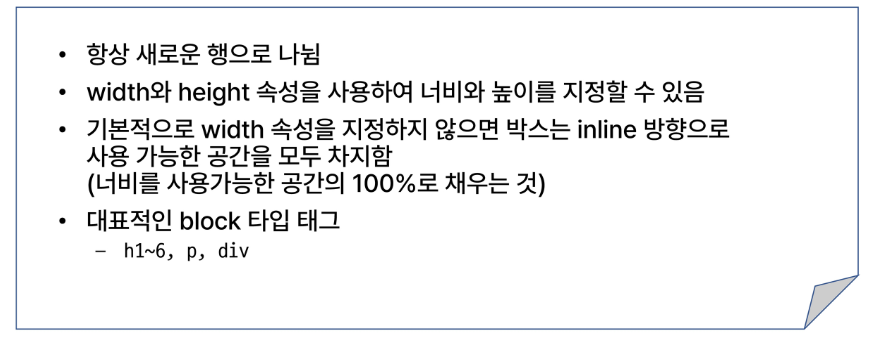 • 항상 새로운 행으로 나뉨
• width와 height 속성을 사용하여 너비와 높이를 지정할 수 있음
• 기본적으로 width 속성을 지정하지 않으면 박스는 inline 방향으로
사용 가능한 공간을 모두 차지함
(너비를 사용가능한 공간의 100%로 채우는 것)
• 대표적인 block 타입 태그
– h1~6, p, div